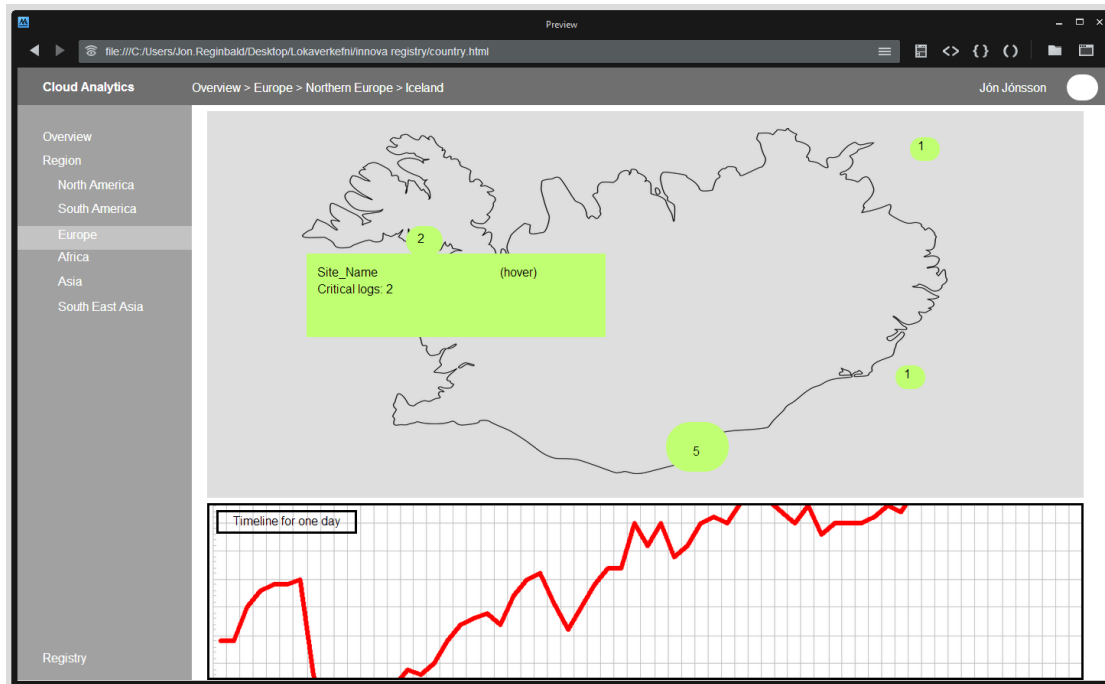 Preview
file:///C:/Users/Jon.Reginbald/Desktop/Lokaverkefni/innova registry/country.html
Cloud Analytics
Overview > Europe > Northern Europe > Iceland
Jón Jónsson
Overview
Region
North America
South America
Europe
Africa
Asia
South East Asia
Registry
1
2
Site_Name (hover)
Critical logs: 2
1
5
Timeline for one day